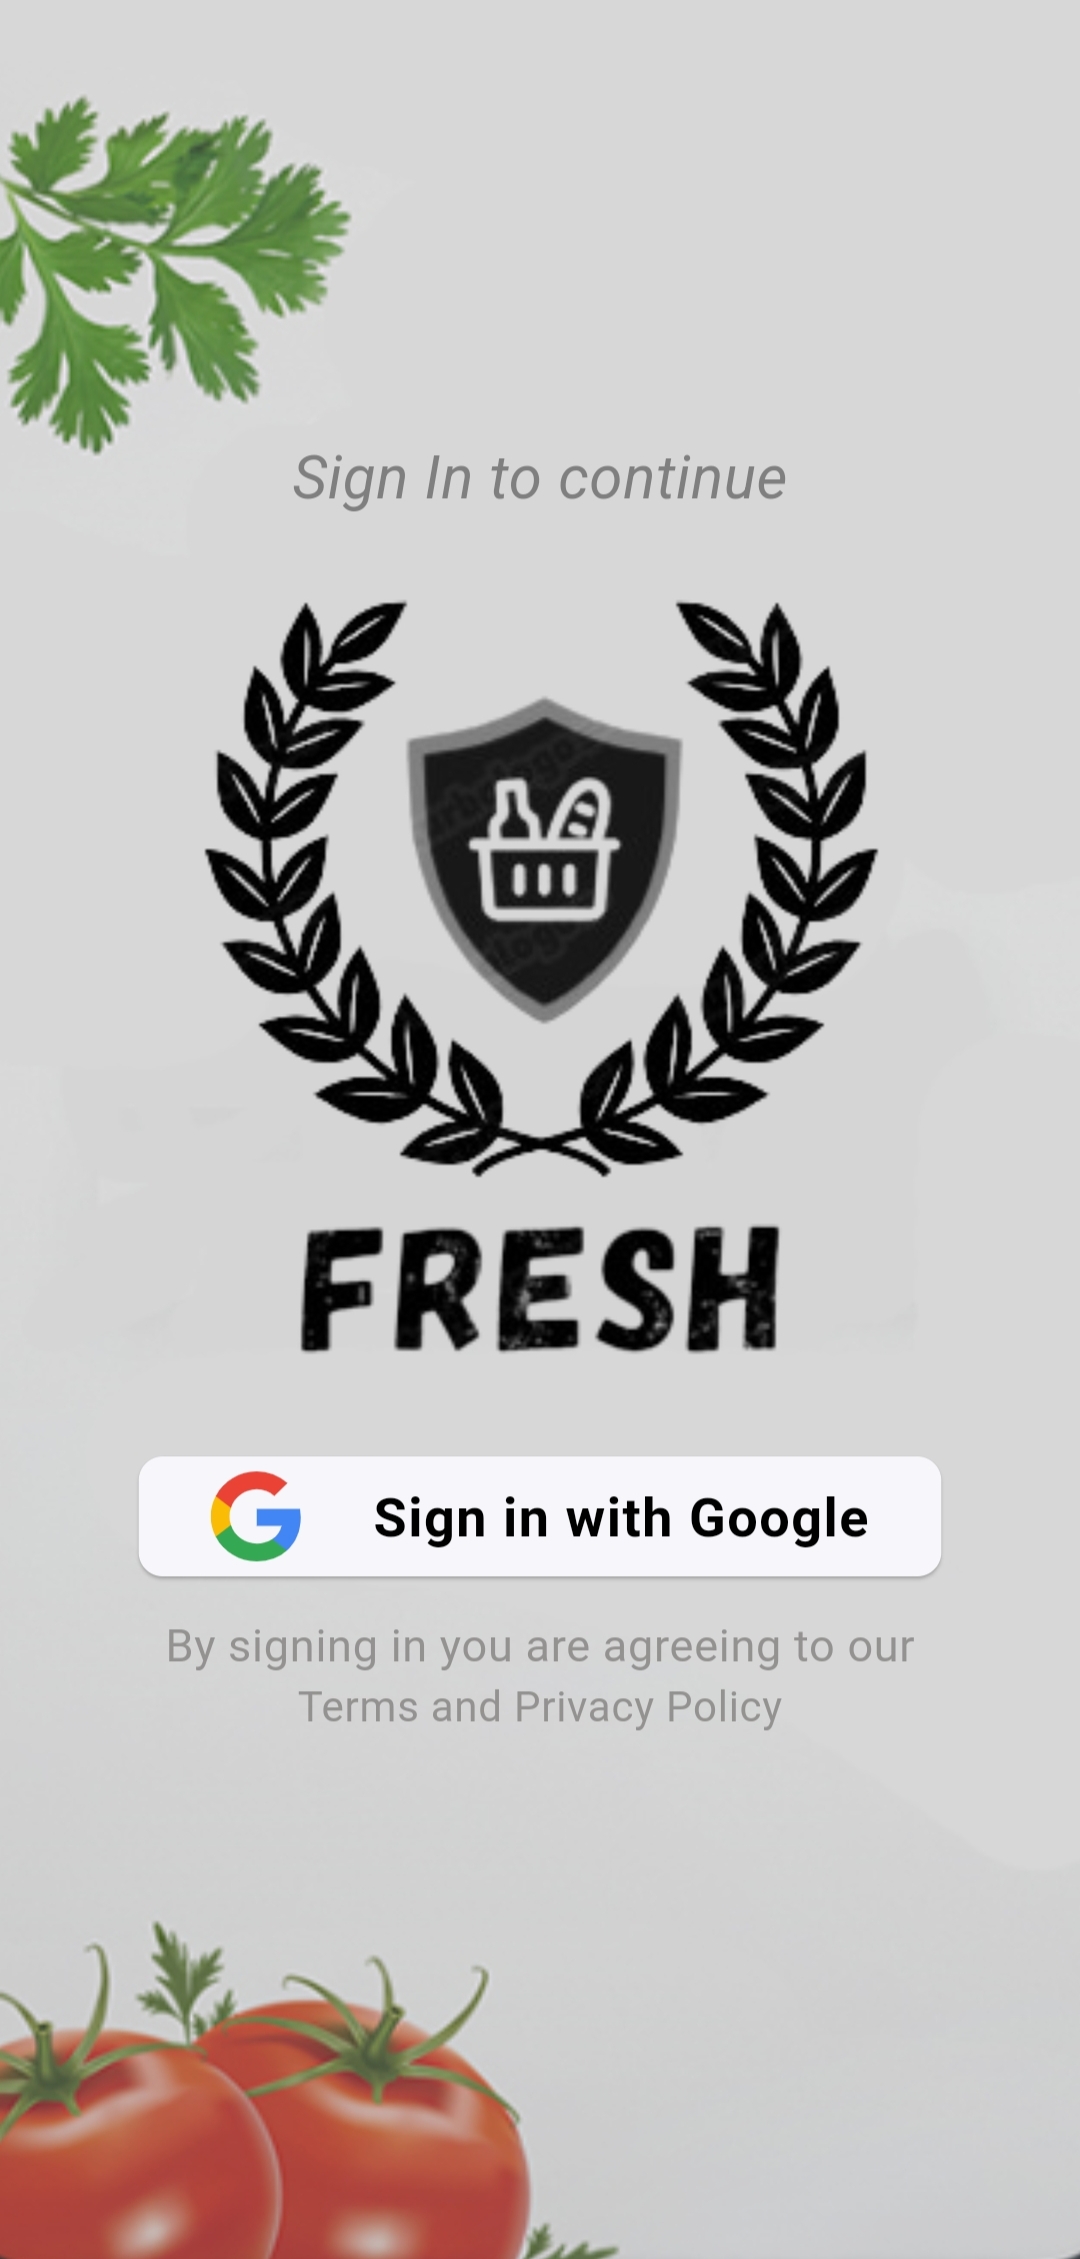 Sign In to continue
FRESH
Sign in with Google
By signing in you are agreeing to our
Terms and Privacy Policy